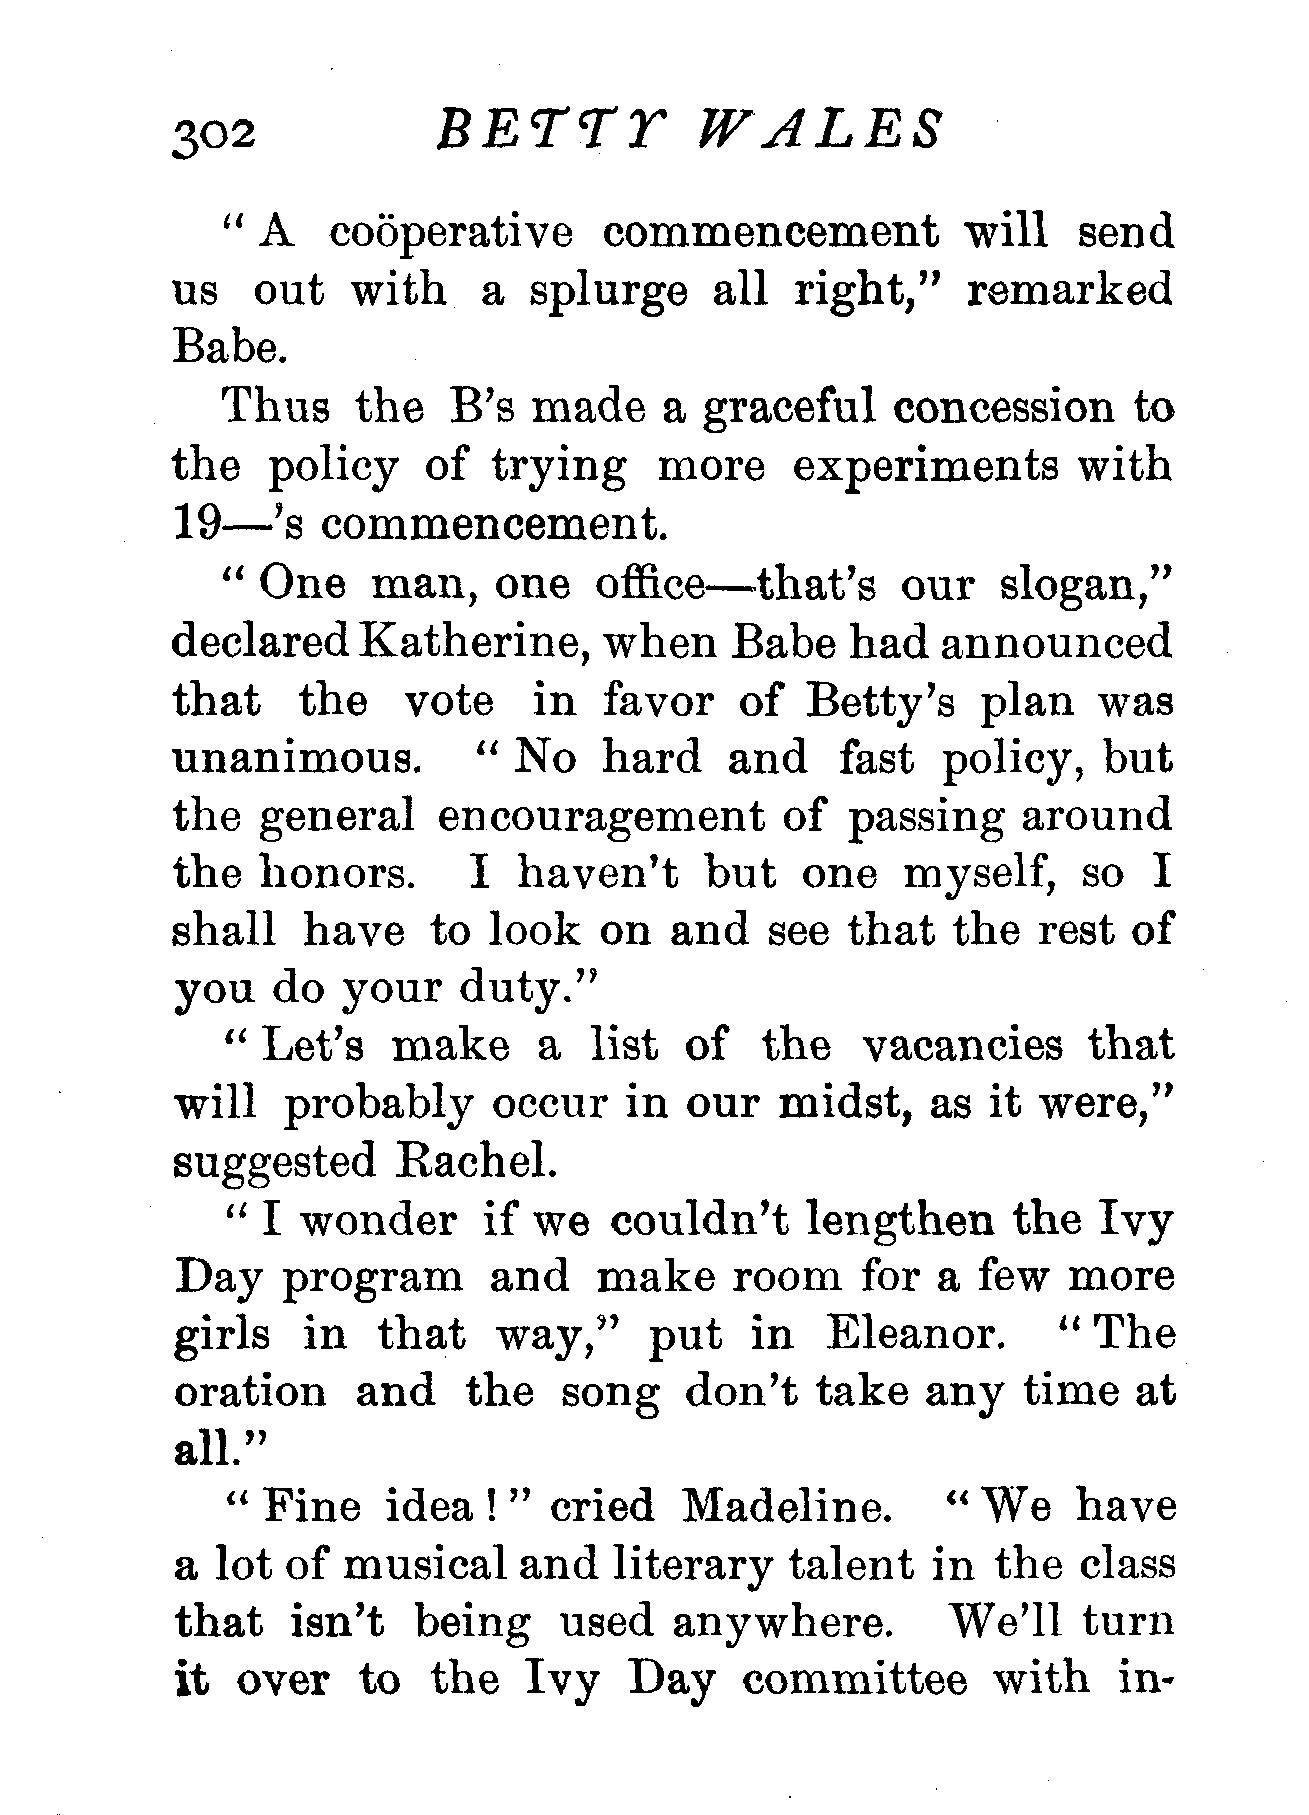 302 BETTY WALES
“ A coöperative commencement will send
us out with a splurge all right,” remarked
Babe.
Thus the B’s made a graceful concession to
the policy of trying more experiments with
19—’s commencement.
“ One man, one office—that’s our slogan,”
declared Katherine, when Babe had announced
that the vote in favor of Betty’s plan was
unanimous. “ No hard and fast policy, but
the general encouragement of passing around
the honors. I haven’t but one myself, so I
shall have to look on and see that the rest of
you do your duty.”
“ Let’s make a list of the vacancies that
will probably occur in our midst, as it were,”
suggested Rachel.
“ I wonder if we couldn’t lengthen the Ivy
Day program and make room for a few more
girls in that way,” put in Eleanor. “ The
oration and the song don’t take any time at
all.”
“ Fine idea ! ” cried Madeline. “ We have
a lot of musical and literary talent in the class
that isn’t being used anywhere. We’ll turn
it over to the Ivy Day committee with in-